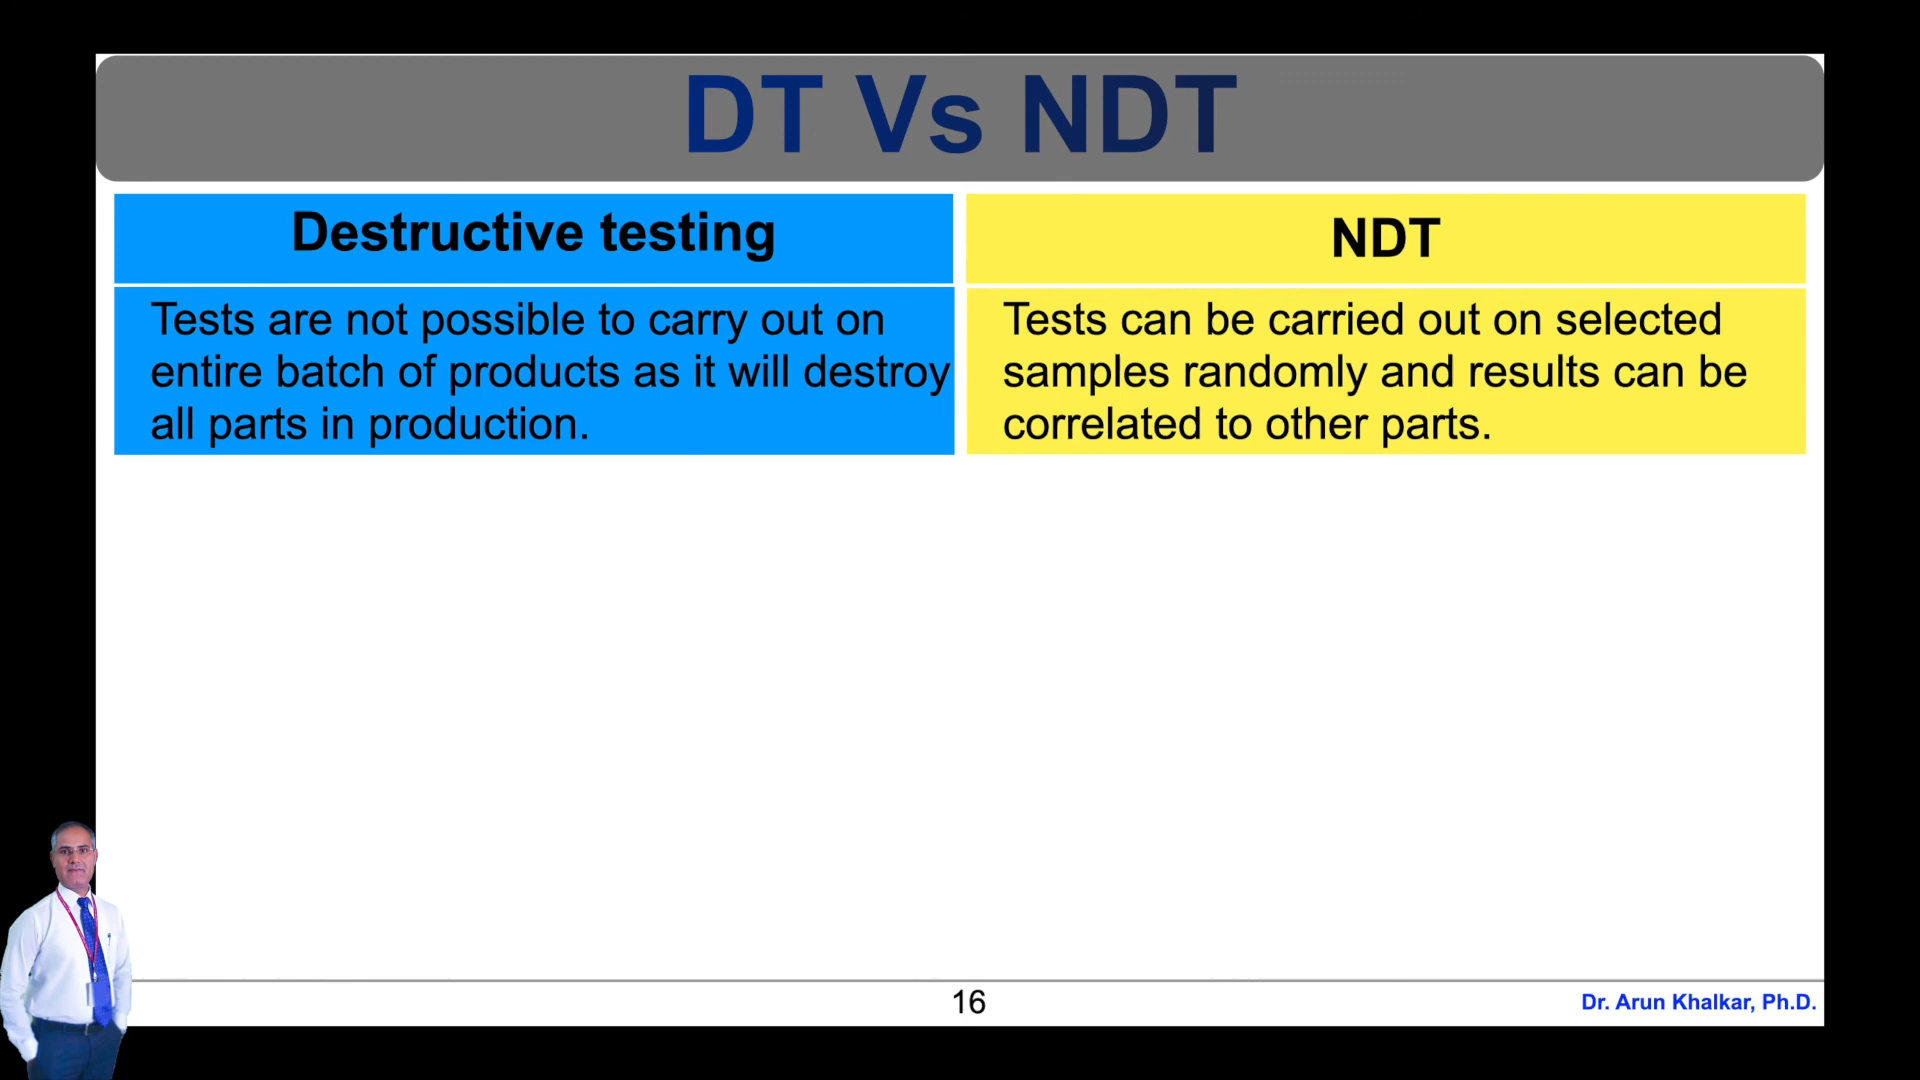 DT Vs NDT
Destructive testing
NDT
Tests are not possible to carry out on
entire batch of products as it will destroy
all parts in production.
Tests can be carried out on selected
samples randomly and results can be
correlated to other parts.
16
Dr. Arun Khalkar, Ph.D.